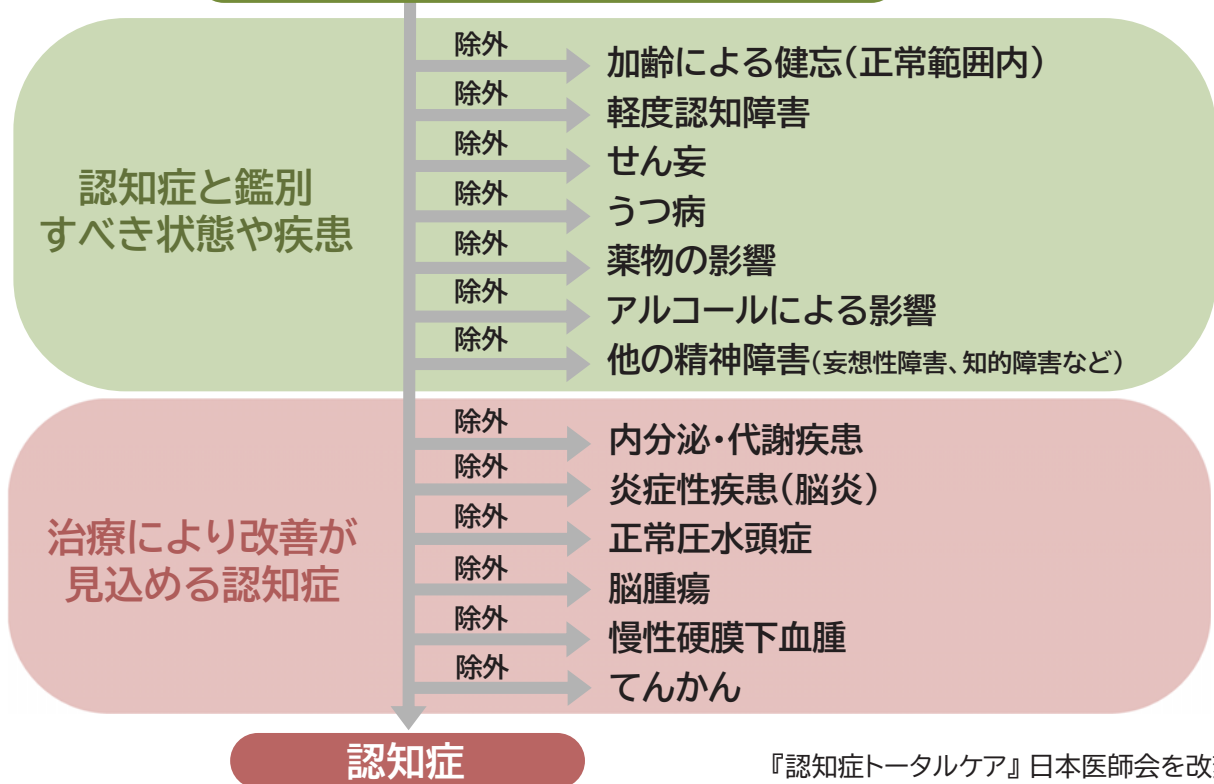 除外
加齢による健忘（正常範囲内）
除外
軽度認知障害
除外
せん妄
認知症と鑑別
すべき状態や疾患
除外
うつ病
除外
薬物の影響
除外
アルコールによる影響
除外
他の精神障害（妄想性障害、知的障害など）
除外
内分泌・代謝疾患
除外
炎症性疾患（脳炎）
治療により改善が
見込める認知症
除外
正常圧水頭症
除外
脳腫瘍
除外
慢性硬膜下血腫
除外
てんかん
認知症
『認知症トータルケア』日本医師会を改